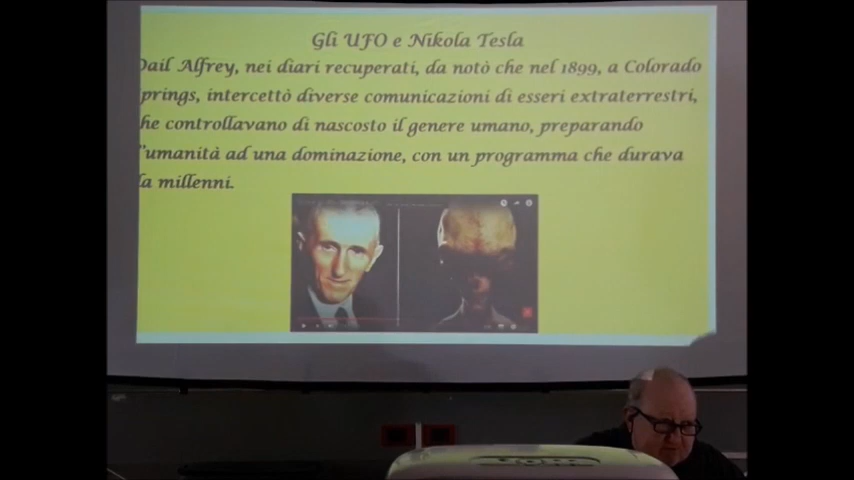 Gli UFO e Nikola Tesla
Dail Alfrey, nei diari recuperati, da notò che nel 1899, a Colorado
prings, intercettò diverse comunicazioni di esseri extraterrestri,
he controllavano di nascosto il genere umano, preparando
l'umanità ad una dominazione, con un programma che durava
da millenni.